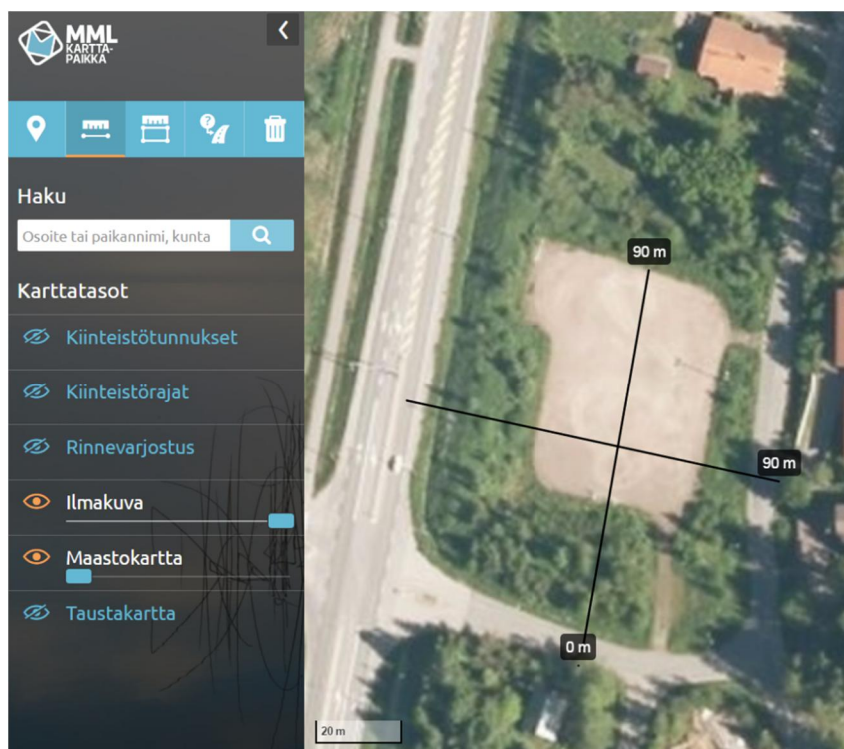 MML
KARTTA-
PAIKKA
Haku
Osoite tai paikannimi, kunta
Karttatasot
Kiinteistötunnukset
Kiinteistörajat
Rinnevarjostus
Ilmakuva
Maastokartta
Taustakartta
90 m
90 m
0 m
20 m